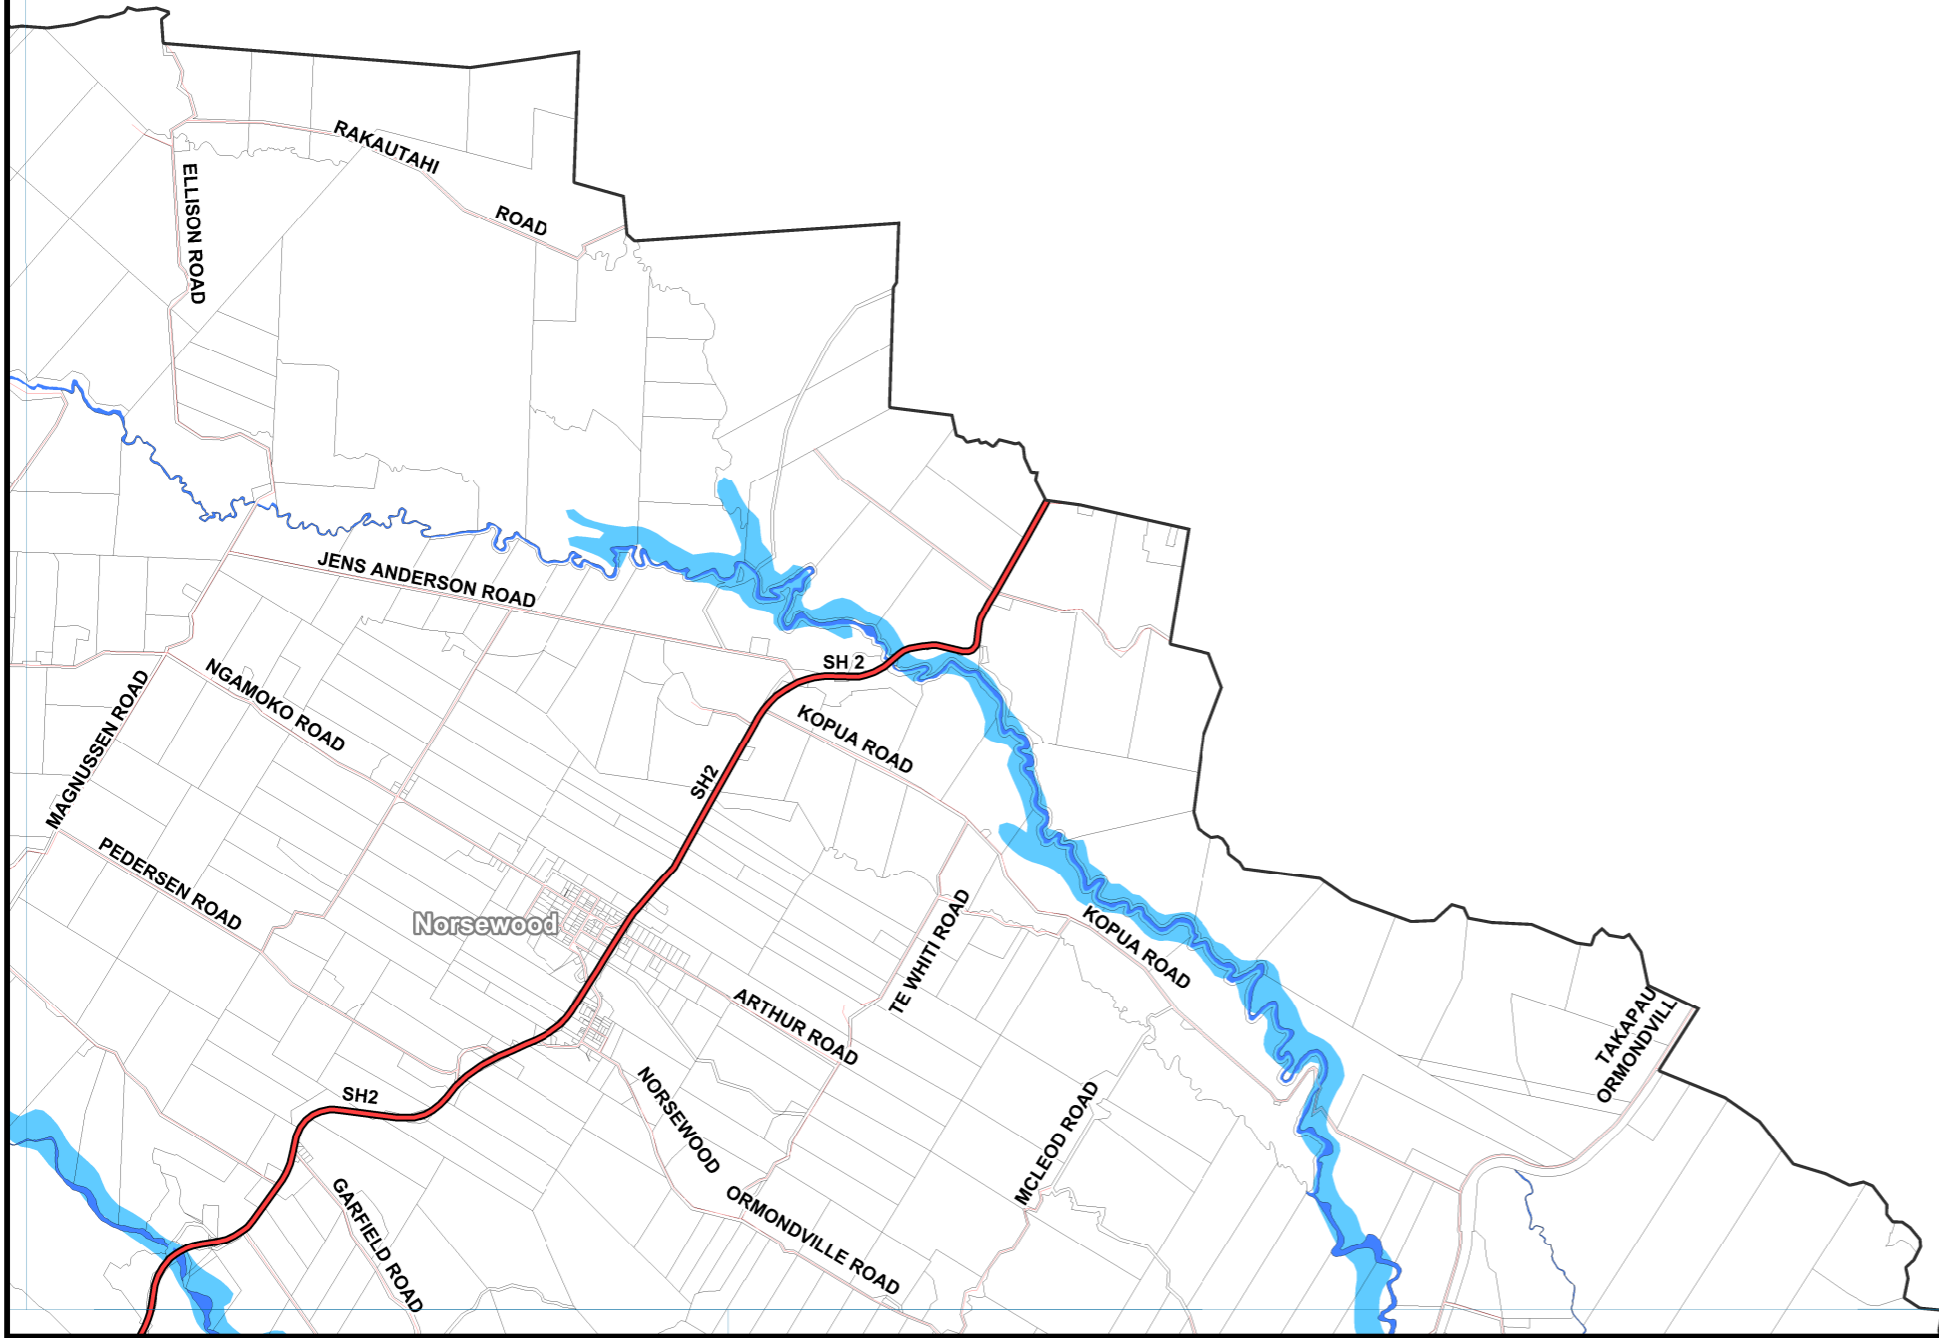 RAKAUTAHI
ROAD
ELLISON ROAD
JENS ANDERSON ROAD
SH 2
NGAMOKO ROAD
MAGNUSSEN ROAD
KOPUA ROAD
SH2
PEDERSEN ROAD
Norsewood
TE WHITI ROAD
KOPUA ROAD
ARTHUR ROAD
TAKAPAU
ORMONDVILL
SH2
NORSEWOOD
MCLEOD ROAD
GARFIELD ROAD
ORMONDVILLE ROAD